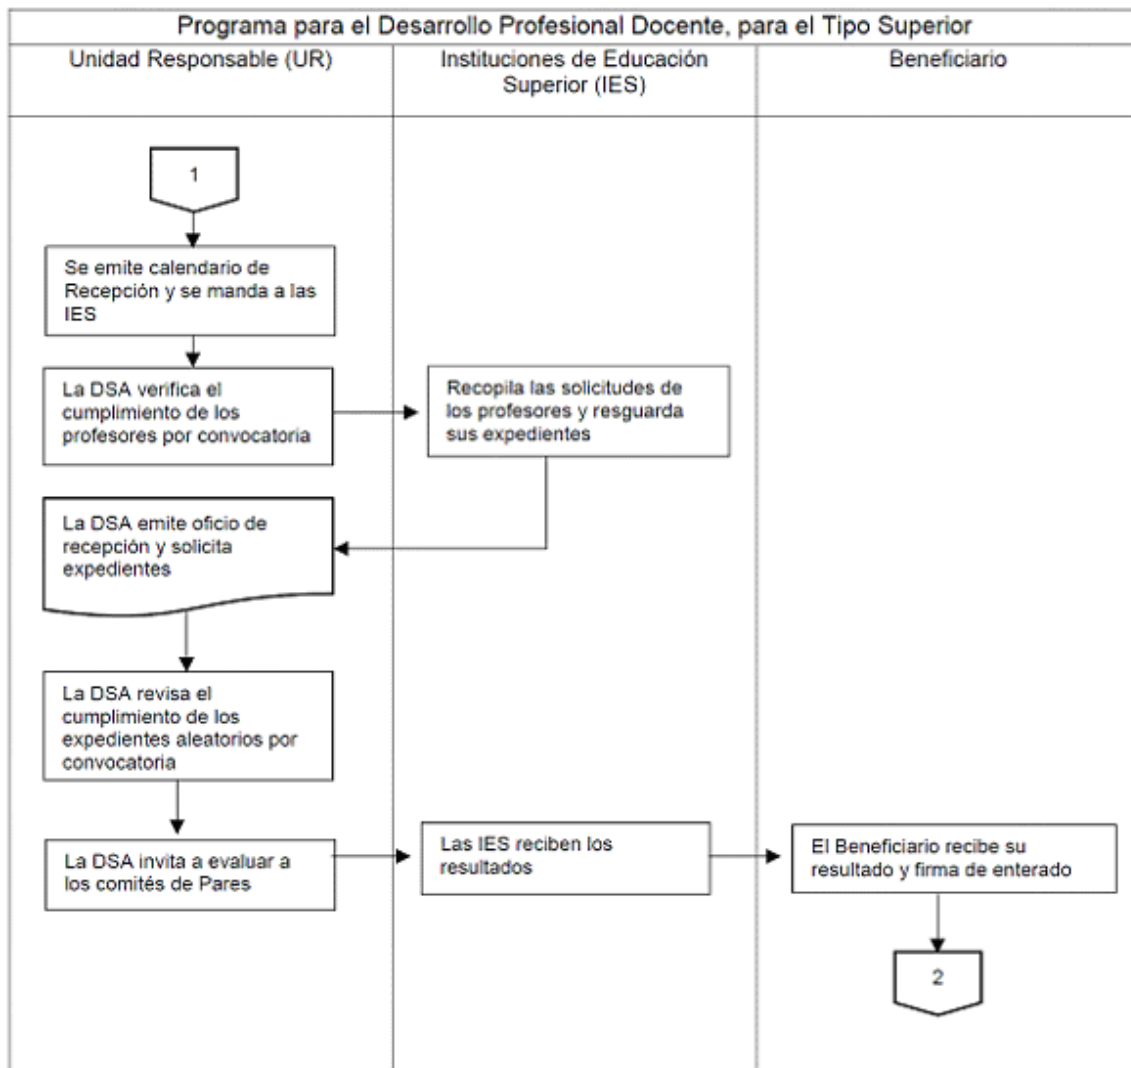 Programa para el Desarrollo Profesional Docente, para el Tipo Superior
Unidad Responsable (UR)
Instituciones de Educación
Superior (IES)
Beneficiario
1
Se emite calendario de
Recepción y se manda a las
IES
La DSA verifica el
cumplimiento de los
profesores por convocatoria
Recopila las solicitudes de
los profesores y resguarda
sus expedientes
La DSA emite oficio de
recepción y solicita
expedientes
La DSA revisa el
cumplimiento de los
expedientes aleatorios por
convocatoria
La DSA invita a evaluar a
los comités de Pares
Las IES reciben los
resultados
El Beneficiario recibe su
resultado y firma de enterado
2